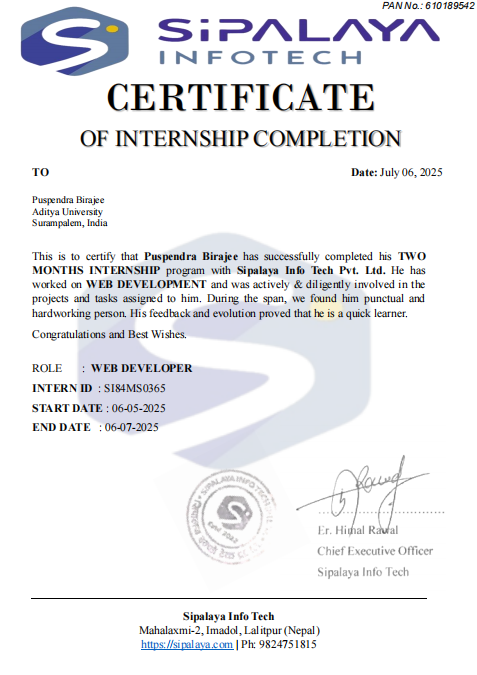 PAN No.: 610189542
SiPALAYA
INFOTECH
CERTIFICATE
OF INTERNSHIP COMPLETION
TO
Date: July 06, 2025
Puspendra Birajee
Aditya University
Surampalem, India
This is to certify that Puspendra Birajee has successfully completed his TWO
MONTHS INTERNSHIP program with Sipalaya Info Tech Pvt. Ltd. He has
worked on WEB DEVELOPMENT and was actively & diligently involved in the
projects and tasks assigned to him. During the span, we found him punctual and
hardworking person. His feedback and evolution proved that he is a quick learner.
Congratulations and Best Wishes.
ROLE : WEB DEVELOPER
INTERN ID : SI84MS0365
START DATE : 06-05-2025
END DATE : 06-07-2025
SIPALAYA INFO TECH
Er. Himal Rawal
Chief Executive Officer
Sipalaya Info Tech
Sipalaya Info Tech
Mahalaxmi-2, Imadol, Lalitpur (Nepal)
https://sipalaya.com | Ph: 9824751815